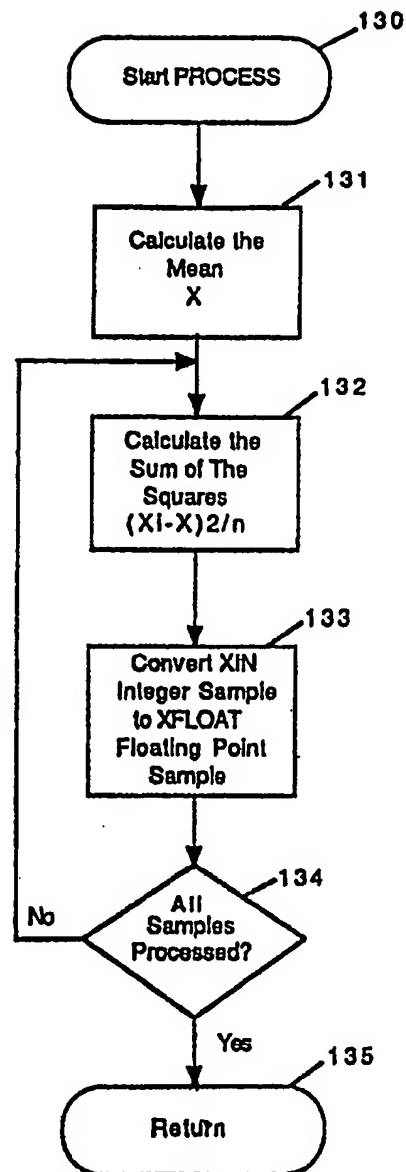 130
Start PROCESS
131
Calculate the
Mean
X
132
Calculate the
Sum of The
Squares
(Xi-X)2/n
133
Convert XIN
Integer Sample
to XFLOAT
Floating Point
Sample
134
All
Samples
Processed?
No
Yes
135
Return